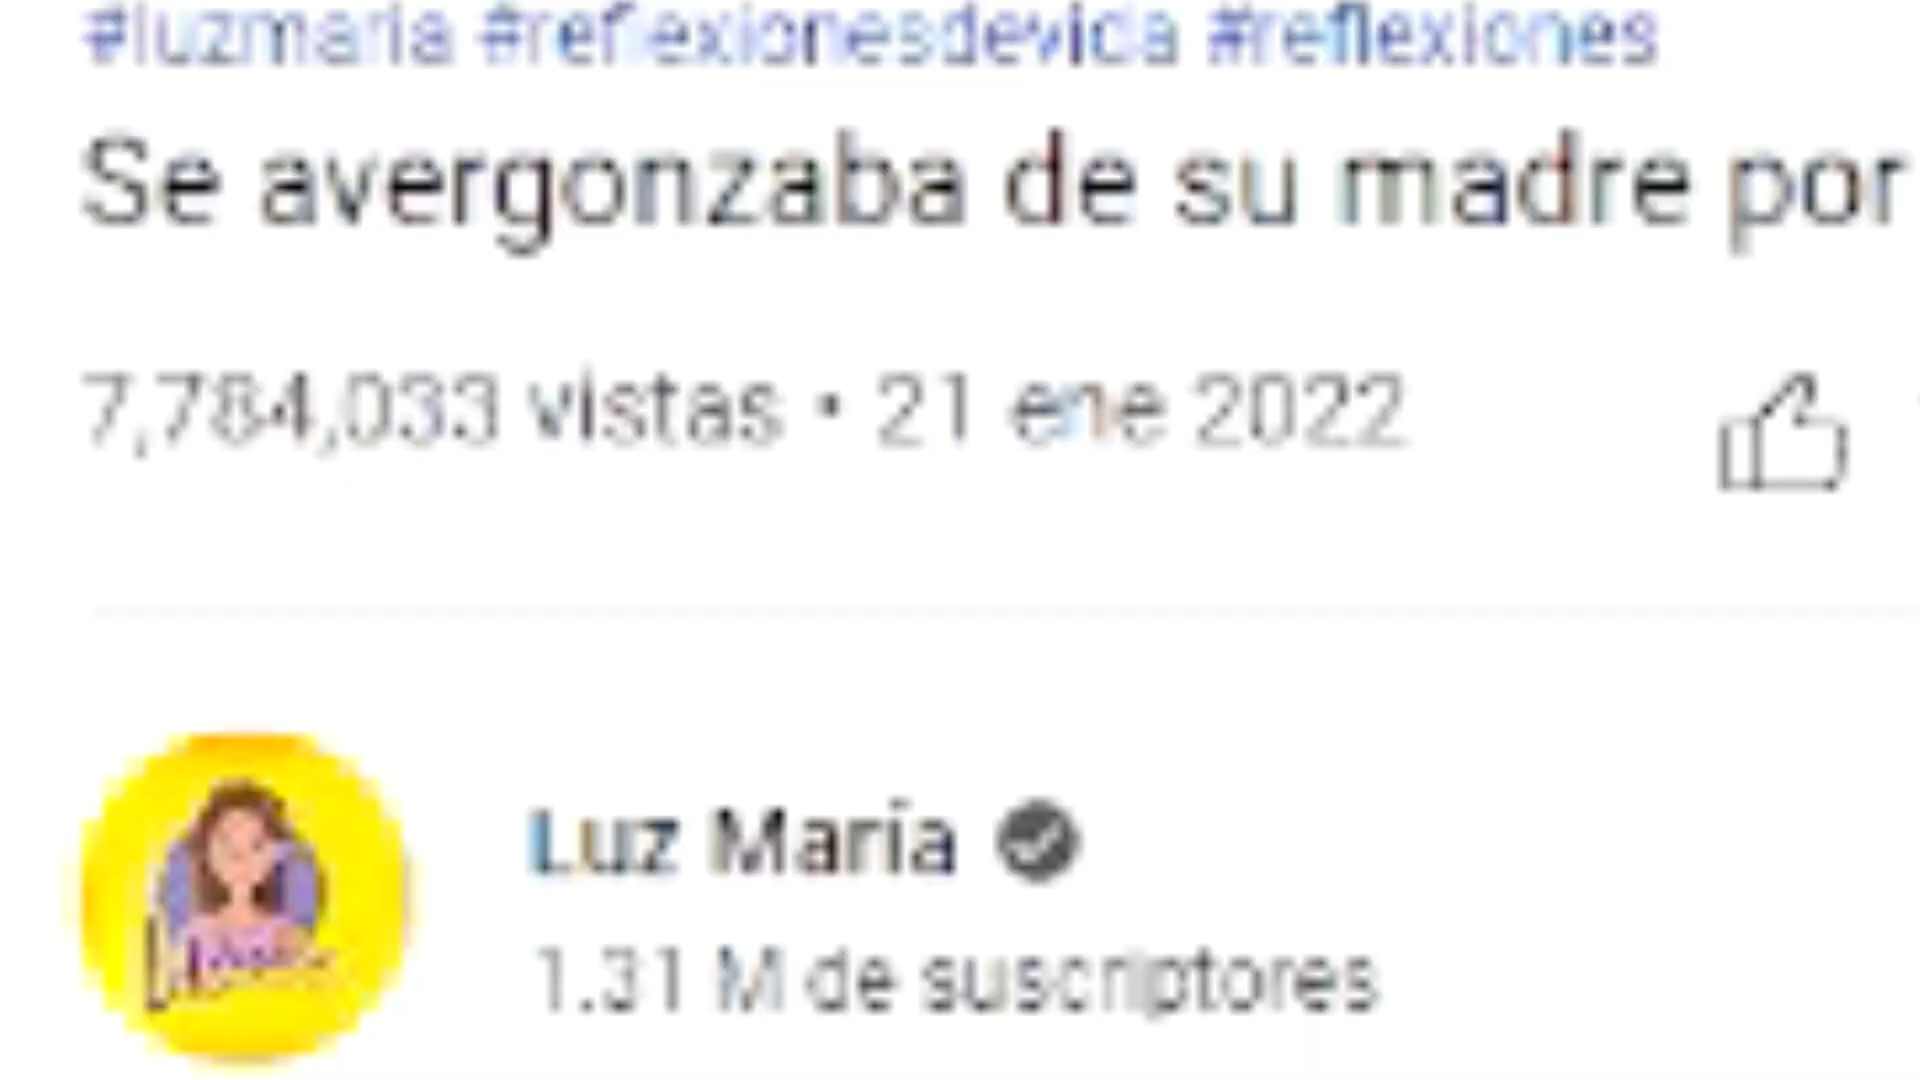 #luzmaria #reflexionesdevida #reflexiones
Se avergonzaba de su madre por
7,784,033 vistas • 21 ene 2022
Luz María
1.31 M de suscriptores